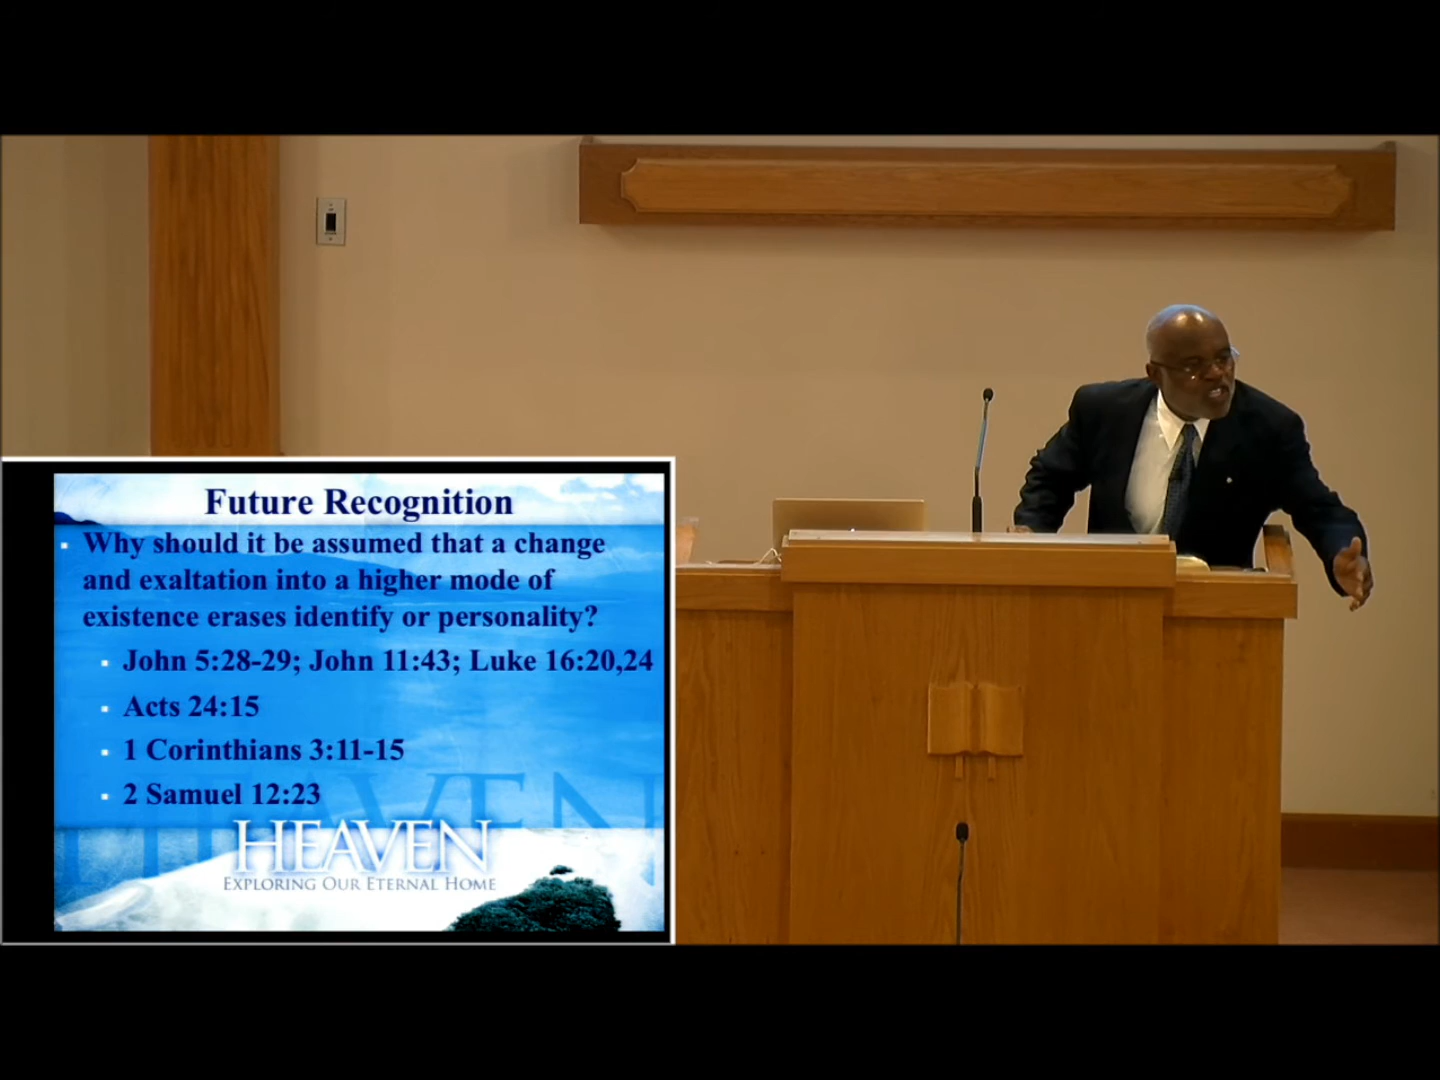 Future Recognition
Why should it be assumed that a change
and exaltation into a higher mode of
existence erases identify or personality?
John 5:28-29; John 11:43; Luke 16:20,24
Acts 24:15
1 Corinthians 3:11-15
2 Samuel 12:23
HEAVEN
HEAVEN
EXPLORING OUR ETERNAL HOME